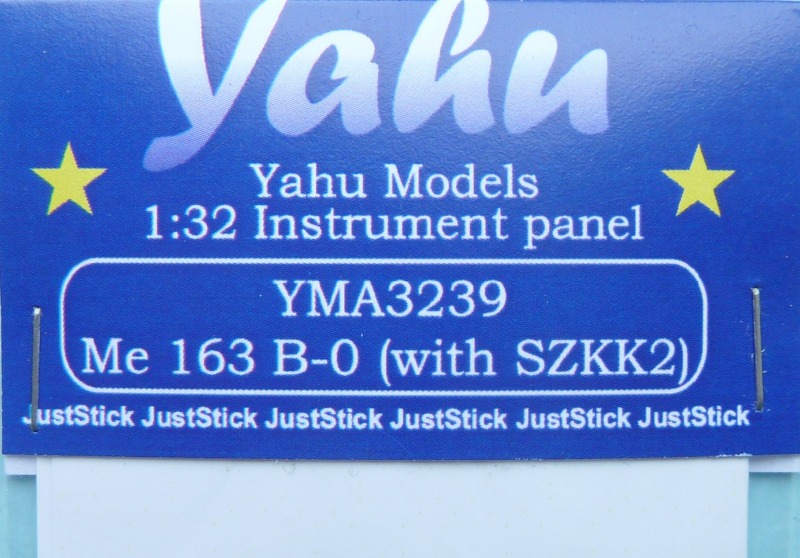 Yahu
Yahu Models
1:32 Instrument panel
YMA3239
Me 163 B-0 (with SZKK2)
JustStick JustStick JustStick JustStick JustStick JustStick